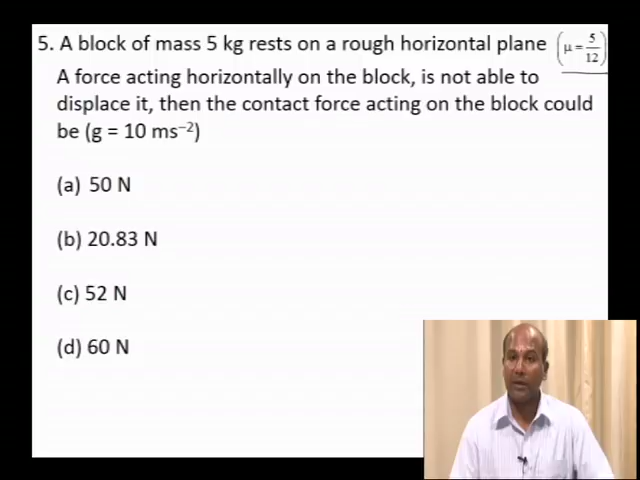 5. A block of mass 5 kg rests on a rough horizontal plane (μ = 5/12)
A force acting horizontally on the block, is not able to
displace it, then the contact force acting on the block could
be (g = 10 ms⁻²)
(a) 50 N
(b) 20.83 N
(c) 52 N
(d) 60 N